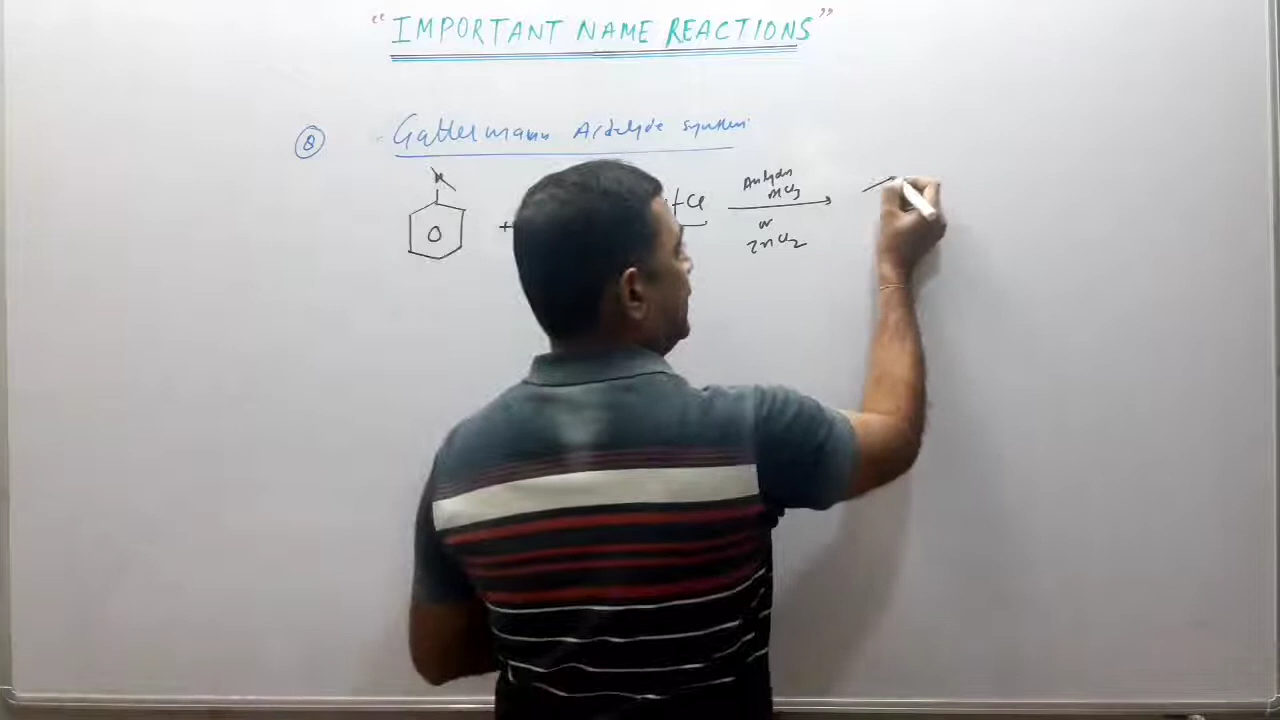 "IMPORTANT NAME REACTIONS"
8 Gattermann Aldehyde synthesis
H
+ + Cl
Anhydrous
AlCl3
or
ZnCl2